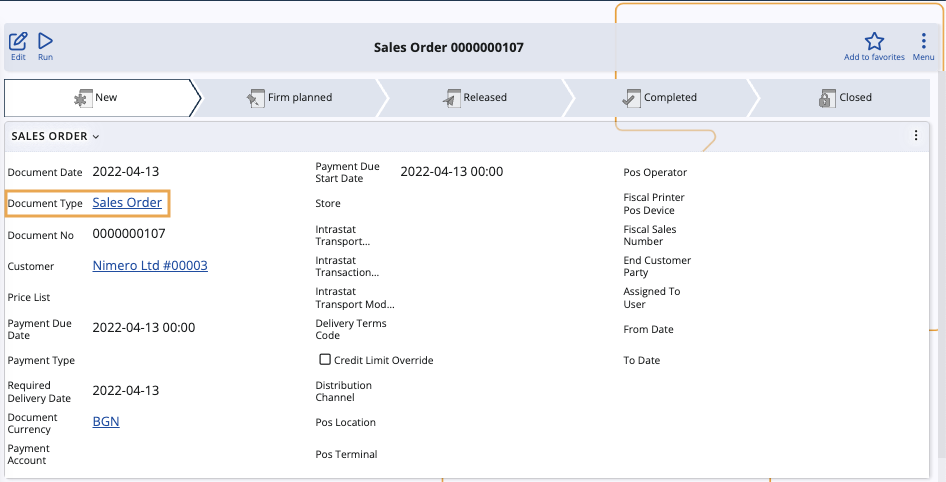 Edit
Run
Sales Order 0000000107
Add to favorites
Menu
New
Firm planned
Released
Completed
Closed
SALES ORDER
Document Date 2022-04-13
Document Type Sales Order
Document No 0000000107
Customer Nimero Ltd #00003
Price List
Payment Due
Date 2022-04-13 00:00
Payment Type
Required
Delivery Date 2022-04-13
Document
Currency BGN
Payment
Account
Payment Due
Start Date 2022-04-13 00:00
Store
Intrastat
Transport...
Intrastat
Transaction...
Intrastat
Transport Mod...
Delivery Terms
Code
Credit Limit Override
Distribution
Channel
Pos Location
Pos Terminal
Pos Operator
Fiscal Printer
Pos Device
Fiscal Sales
Number
End Customer
Party
Assigned To
User
From Date
To Date